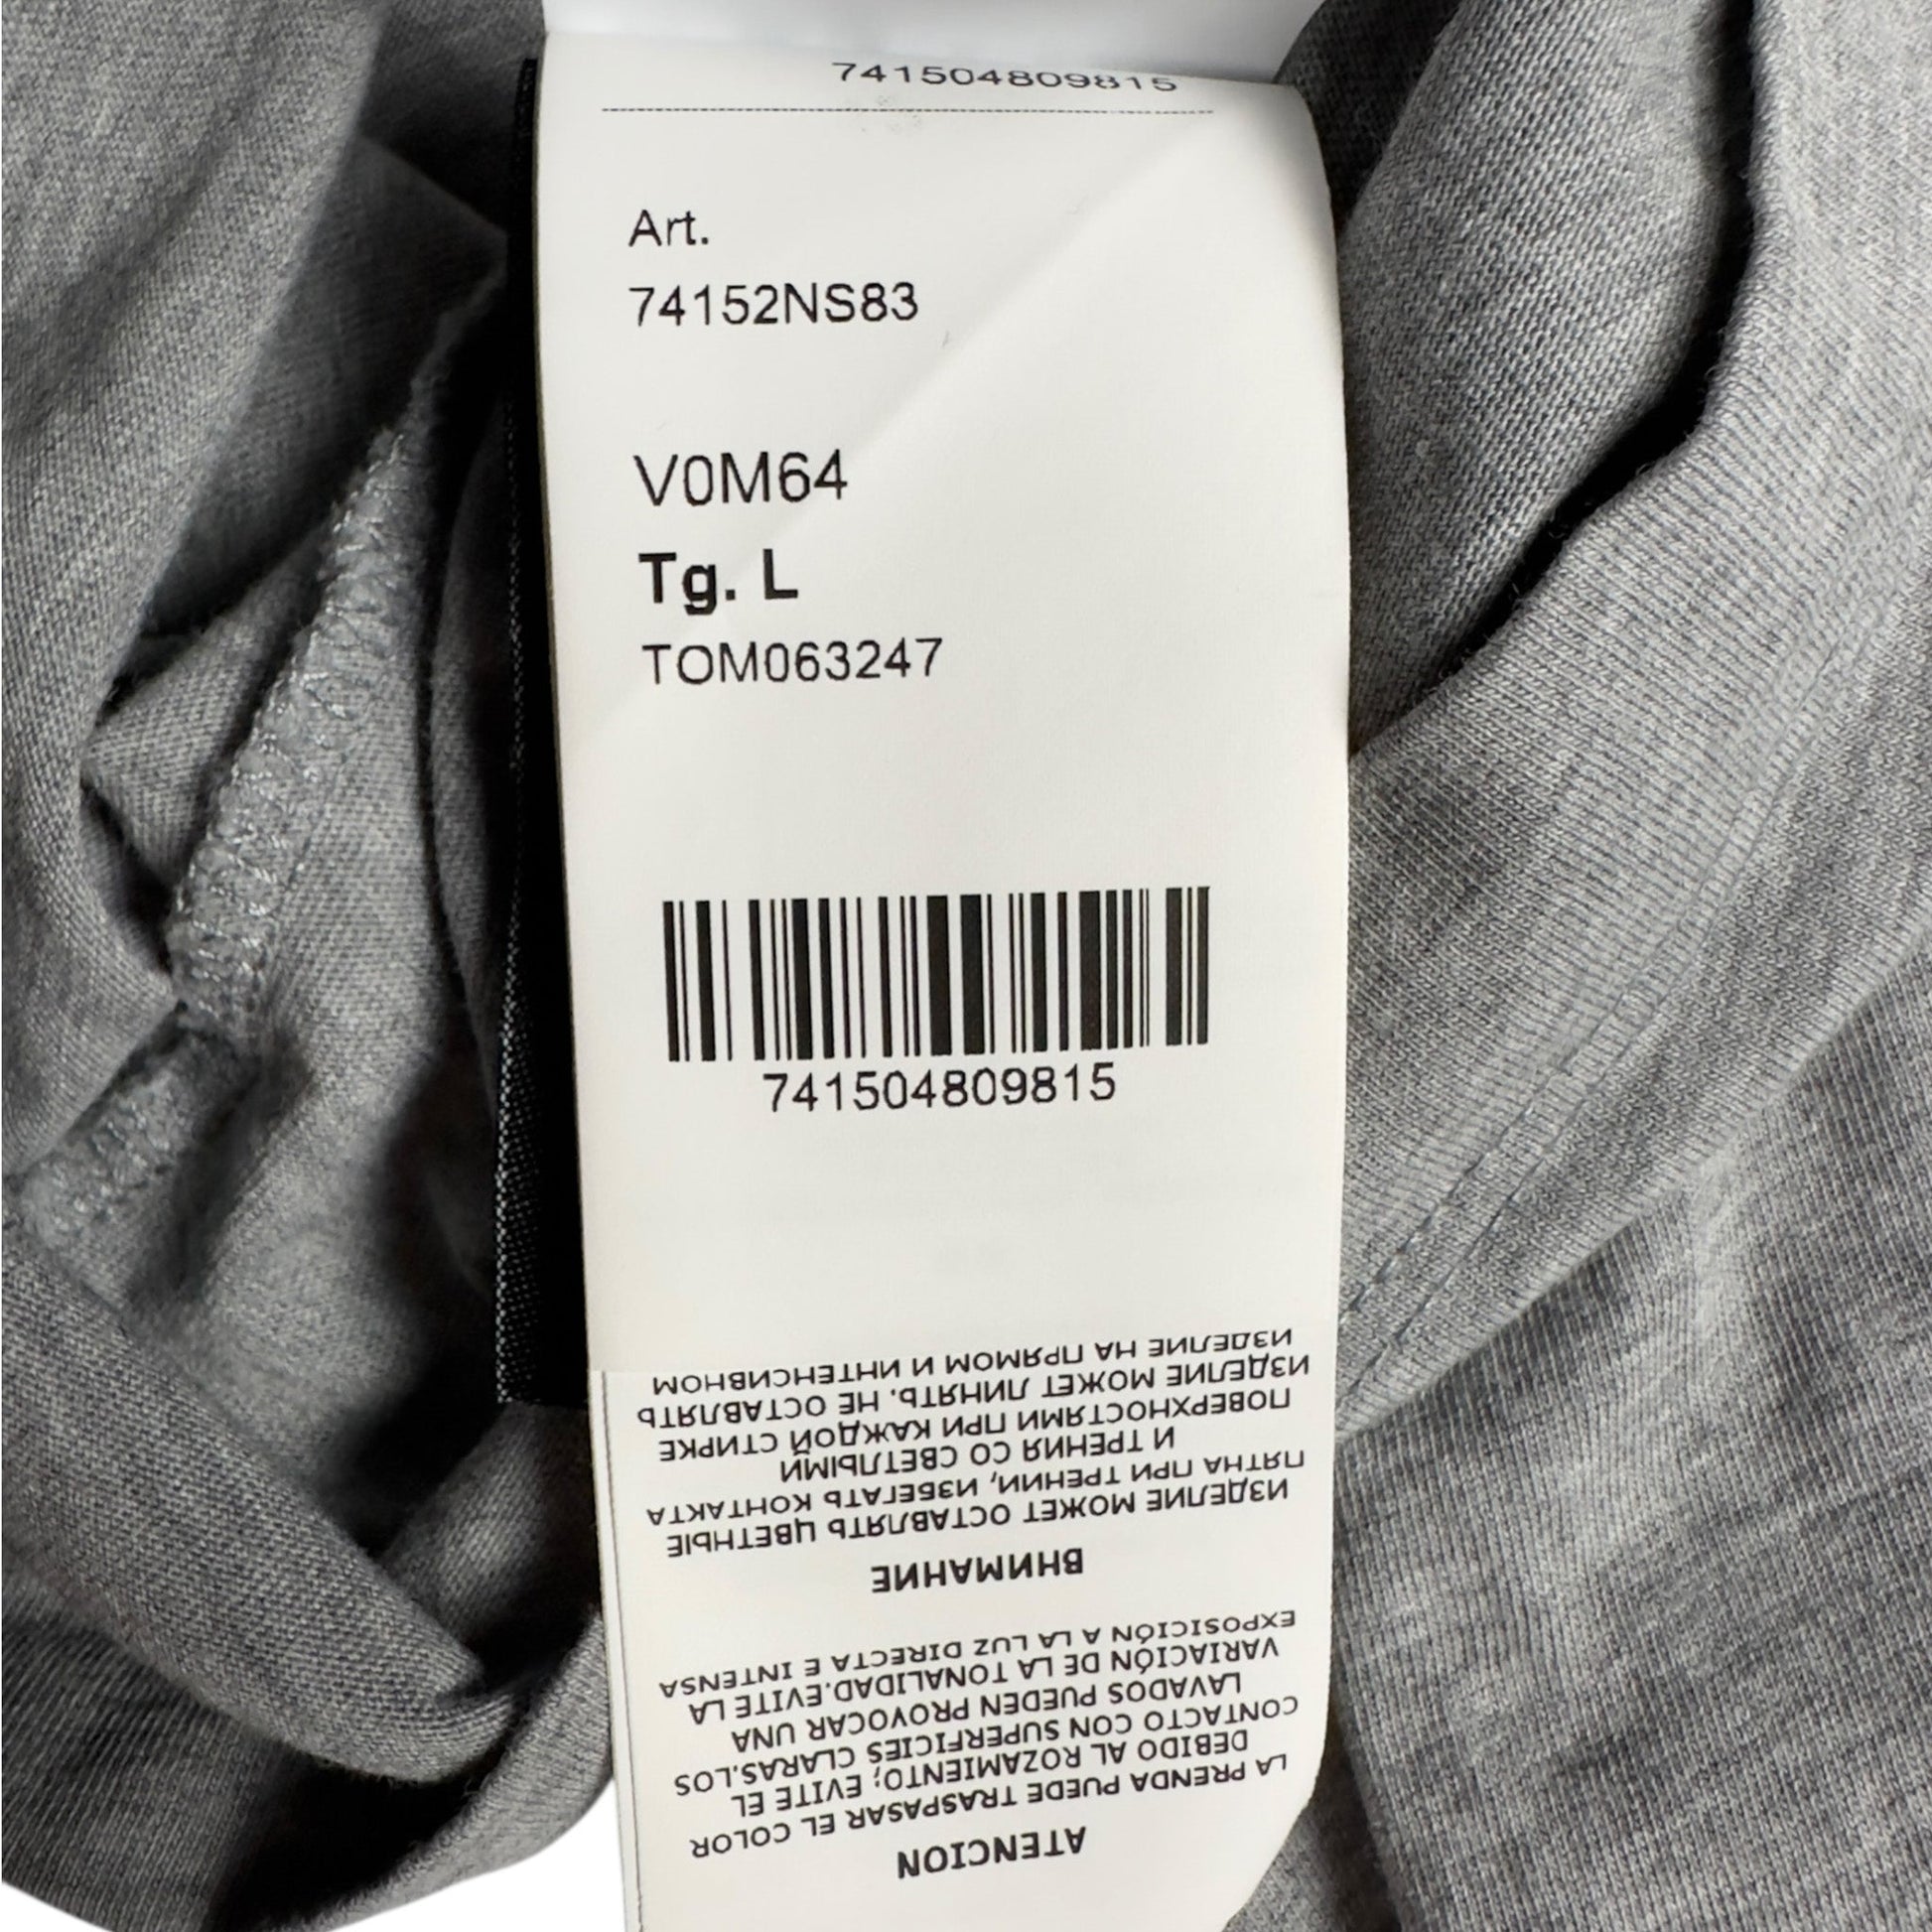 741504809815
Art.
74152NS83
V0M64
Tg. L
TOM063247
741504809815
ATENCION
LA PRENDA PUEDE TRASPASAR EL COLOR
DEBIDO AL ROZAMIENTO; EVITE EL
CONTACTO CON SUPERFICIES CLARAS.LOS
LAVADOS PUEDEN PROVOCAR UNA
VARIACIÓN DE LA TONALIDAD.EVITE LA
EXPOSICIÓN A LA LUZ DIRECTA E INTENSA
ВНИМАНИЕ
ИЗДЕЛИЕ МОЖЕТ ОСТАВЛЯТЬ ЦВЕТНЫЕ
ПЯТНА ПРИ ТРЕНИИ, ИЗБЕГАТЬ КОНТАКТА
И ТРЕНИЯ СО СВЕТЛЫМИ
ПОВЕРХНОСТЯМИ ПРИ КАЖДОЙ СТИРКЕ
ИЗДЕЛИЕ МОЖЕТ ЛИНЯТЬ. НЕ ОСТАВЛЯТЬ
ИЗДЕЛИЕ НА ПРЯМОМ И ИНТЕНСИВНОМ